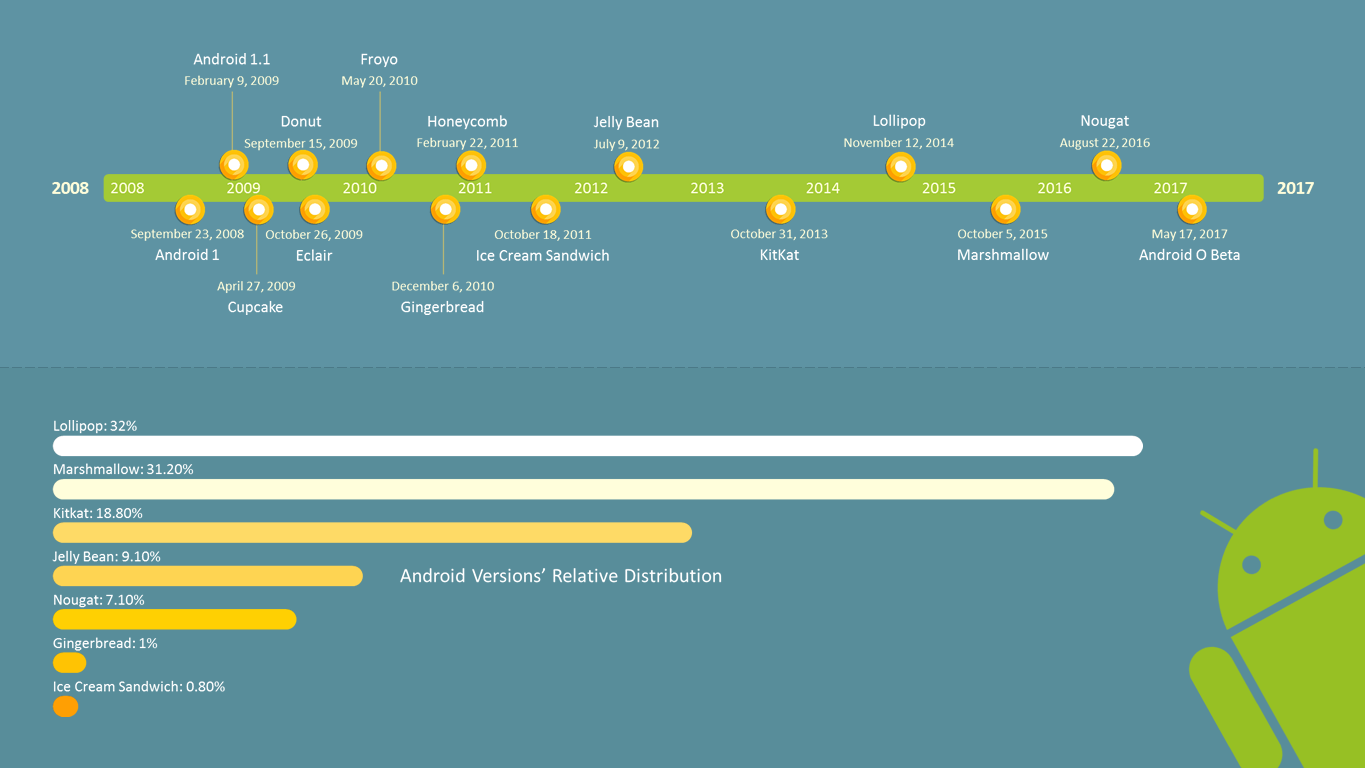 Android 1.1
February 9, 2009
Froyo
May 20, 2010
Donut
September 15, 2009
Honeycomb
February 22, 2011
Jelly Bean
July 9, 2012
Lollipop
November 12, 2014
Nougat
August 22, 2016
2008 2008 2009 2010 2011 2012 2013 2014 2015 2016 2017 2017
September 23, 2008
Android 1
October 26, 2009
Eclair
October 18, 2011
Ice Cream Sandwich
October 31, 2013
KitKat
October 5, 2015
Marshmallow
May 17, 2017
Android O Beta
April 27, 2009
Cupcake
December 6, 2010
Gingerbread
Lollipop: 32%
Marshmallow: 31.20%
Kitkat: 18.80%
Jelly Bean: 9.10%
Android Versions’ Relative Distribution
Nougat: 7.10%
Gingerbread: 1%
Ice Cream Sandwich: 0.80%